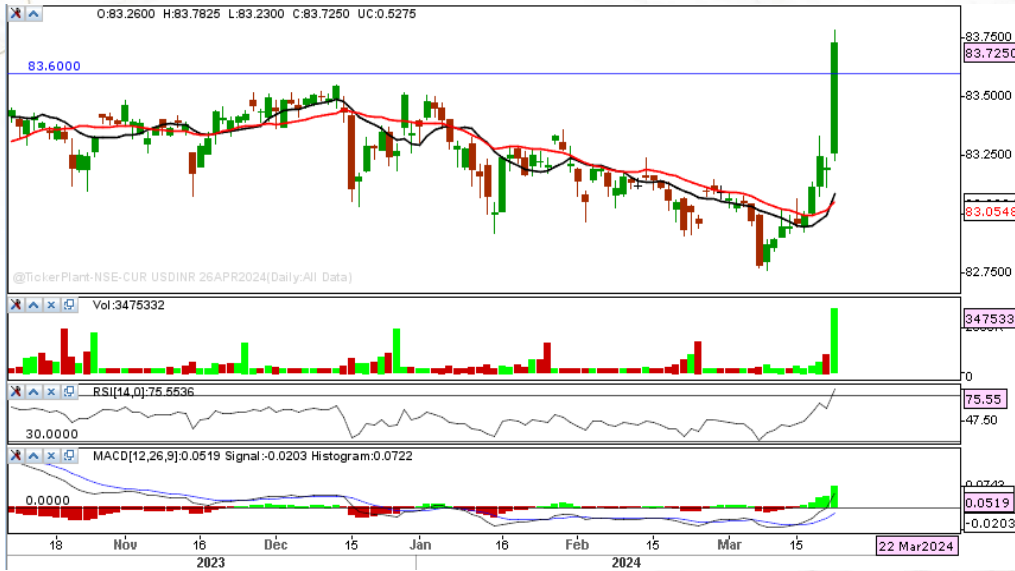 O:83.2600 H:83.7825 L:83.2300 C:83.7250 UC:0.5275
83.7500
83.7250
83.6000
83.5000
83.2500
83.0548
82.7500
@TickerPlant-NSE-CUR USDINR 26APR2024(Daily:All Data)
Vol:3475332
347533
0
RSI[14,0]:75.5536
75.55
47.50
30.0000
MACD[12,26,9]:0.0519 Signal:-0.0203 Histogram:0.0722
0.0742
0.0000
0.0519
-0.0203
18 Nov 16 Dec 15 Jan 16 Feb 15 Mar 15 22 Mar2024
2023 2024